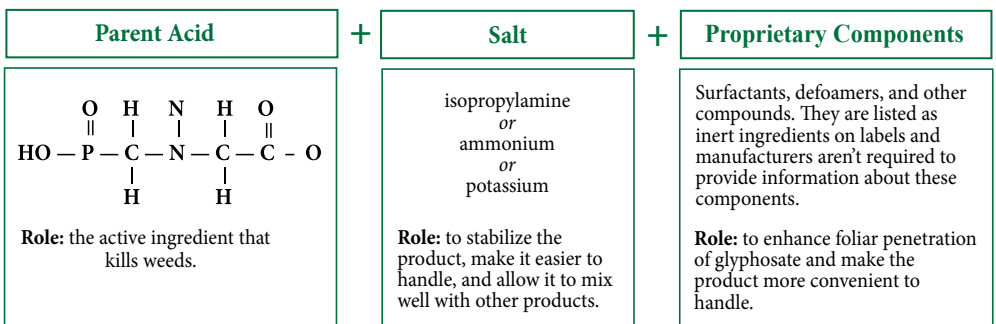 Parent Acid + Salt + Proprietary Components
O H N H O
|| | | | ||
HO — P — C — N — C — C – O
| |
H H
Role: the active ingredient that
kills weeds.
isopropylamine
or
ammonium
or
potassium
Role: to stabilize the
product, make it easier to
handle, and allow it to mix
well with other products.
Surfactants, defoamers, and other
compounds. They are listed as
inert ingredients on labels and
manufacturers aren’t required to
provide information about these
components.
Role: to enhance foliar penetration
of glyphosate and make the
product more convenient to
handle.